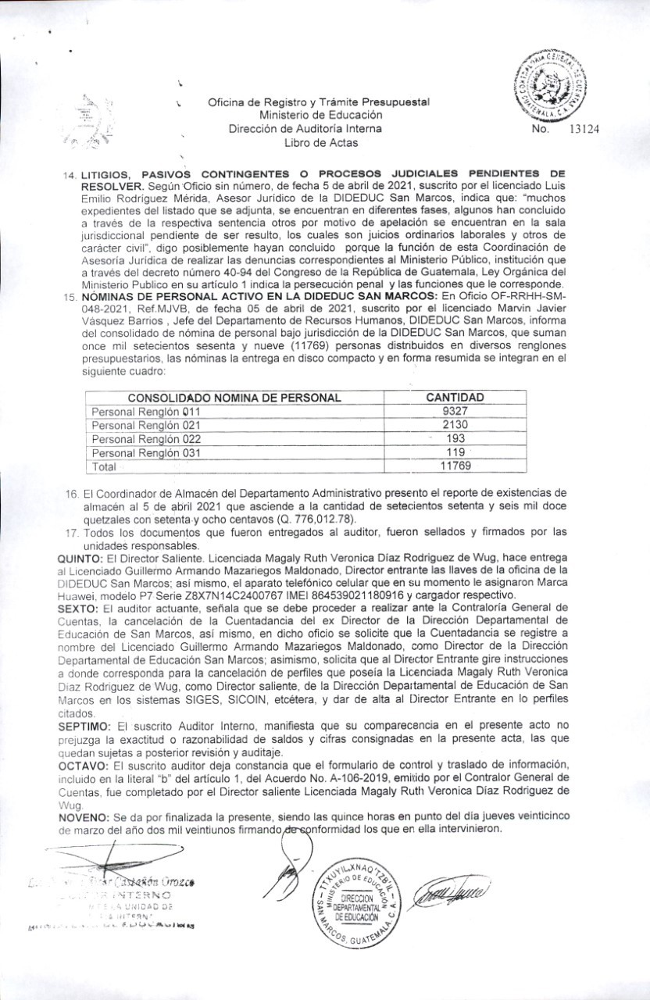 CONTRALORIA GENERAL DE CUENTAS
GUATEMALA, C.A.
Oficina de Registro y Trámite Presupuestal
Ministerio de Educación
Dirección de Auditoría Interna
Libro de Actas
No. 13124
14. LITIGIOS, PASIVOS CONTINGENTES O PROCESOS JUDICIALES PENDIENTES DE
RESOLVER. Según Oficio sin número, de fecha 5 de abril de 2021, suscrito por el licenciado Luis
Emilio Rodríguez Mérida, Asesor Jurídico de la DIDEDUC San Marcos, indica que: “muchos
expedientes del listado que se adjunta, se encuentran en diferentes fases, algunos han concluido
a través de la respectiva sentencia otros por motivo de apelación se encuentran en la sala
jurisdiccional pendiente de ser resulto, los cuales son juicios ordinarios laborales y otros de
carácter civil”, digo posiblemente hayan concluido porque la función de esta Coordinación de
Asesoría Jurídica de realizar las denuncias correspondientes al Ministerio Público, institución que
a través del decreto número 40-94 del Congreso de la República de Guatemala, Ley Orgánica del
Ministerio Publico en su artículo 1 indica la persecución penal y las funciones que le corresponde.
15. NÓMINAS DE PERSONAL ACTIVO EN LA DIDEDUC SAN MARCOS: En Oficio OF-RRHH-SM-
048-2021, Ref.MJVB, de fecha 05 de abril de 2021, suscrito por el licenciado Marvin Javier
Vásquez Barrios , Jefe del Departamento de Recursos Humanos, DIDEDUC San Marcos, informa
del consolidado de nómina de personal bajo jurisdicción de la DIDEDUC San Marcos, que suman
once mil setecientos sesenta y nueve (11769) personas distribuidos en diversos renglones
presupuestarios, las nóminas la entrega en disco compacto y en forma resumida se integran en el
siguiente cuadro:
CONSOLIDADO NOMINA DE PERSONAL CANTIDAD
Personal Renglón 011 9327
Personal Renglón 021 2130
Personal Renglón 022 193
Personal Renglón 031 119
Total 11769
16. El Coordinador de Almacén del Departamento Administrativo presento el reporte de existencias de
almacén al 5 de abril 2021 que asciende a la cantidad de setecientos setenta y seis mil doce
quetzales con setenta y ocho centavos (Q. 776,012.78).
17. Todos los documentos que fueron entregados al auditor, fueron sellados y firmados por las
unidades responsables.
QUINTO: El Director Saliente. Licenciada Magaly Ruth Veronica Díaz Rodriguez de Wug, hace entrega
al Licenciado Guillermo Armando Mazariegos Maldonado, Director entrante las llaves de la oficina de la
DIDEDUC San Marcos; así mismo, el aparato telefónico celular que en su momento le asignaron Marca
Huawei, modelo P7 Serie Z8X7N14C2400767 IMEI 864539021180916 y cargador respectivo.
SEXTO: El auditor actuante, señala que se debe proceder a realizar ante la Contraloría General de
Cuentas, la cancelación de la Cuentadancia del ex Director de la Dirección Departamental de
Educación de San Marcos, así mismo, en dicho oficio se solicite que la Cuentadancia se registre a
nombre del Licenciado Guillermo Armando Mazariegos Maldonado, como Director de la Dirección
Departamental de Educación San Marcos; asimismo, solicita que al Director Entrante gire instrucciones
a donde corresponda para la cancelación de perfiles que poseía la Licenciada Magaly Ruth Veronica
Díaz Rodriguez de Wug, como Director saliente, de la Dirección Departamental de Educación de San
Marcos en los sistemas SIGES, SICOIN, etcétera, y dar de alta al Director Entrante en lo perfiles
citados.
SEPTIMO: El suscrito Auditor Interno, manifiesta que su comparecencia en el presente acto no
prejuzga la exactitud o razonabilidad de saldos y cifras consignadas en la presente acta, las que
quedan sujetas a posterior revisión y auditaje.
OCTAVO: El suscrito auditor deja constancia que el formulario de control y traslado de información,
incluido en la literal “b” del artículo 1, del Acuerdo No. A-106-2019, emitido por el Contralor General de
Cuentas, fue completado por el Director saliente Licenciada Magaly Ruth Veronica Díaz Rodriguez de
Wug.
NOVENO: Se da por finalizada la presente, siendo las quince horas en punto del día jueves veinticinco
de marzo del año dos mil veintiunos firmando de conformidad los que en ella intervinieron.
Castañón Orozco
INTERNO
UNIDAD DE
TTXUYIL.XNAQ'TZB'IL
MINISTERIO DE EDUCACIÓN
DIRECCION
DEPARTAMENTAL
DE EDUCACIÓN
SAN MARCOS, GUATEMALA, C. A.